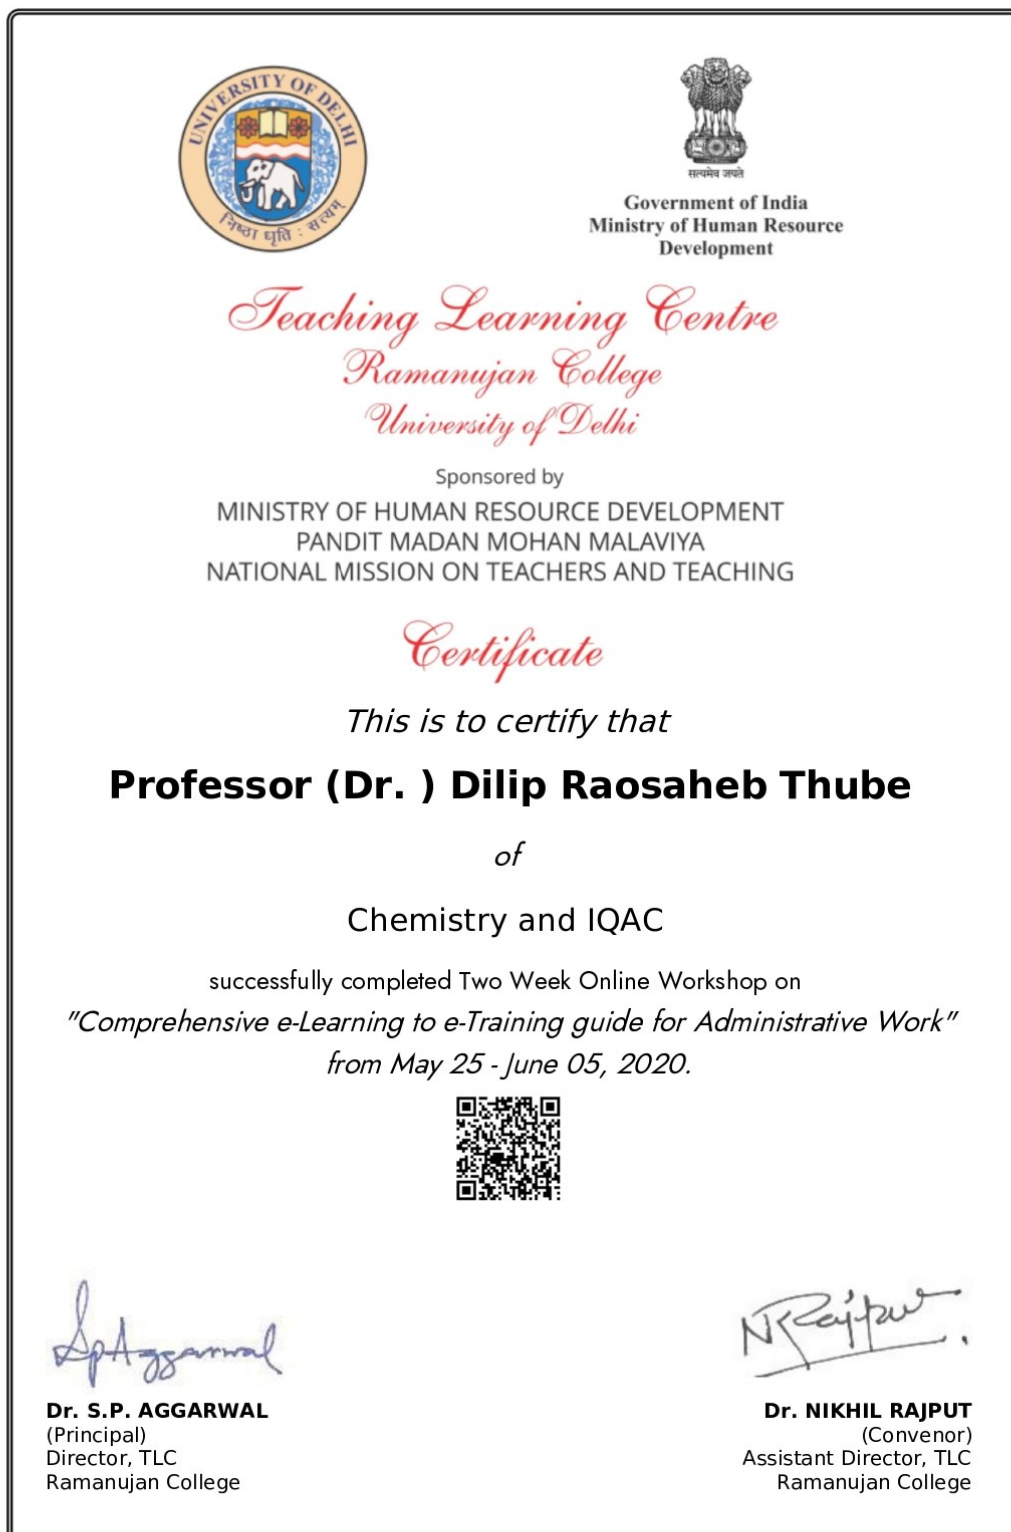 UNIVERSITY OF DELHI
निष्ठा धृति : सत्यम्
सत्यमेव जयते
Government of India
Ministry of Human Resource
Development
Teaching Learning Centre
Ramanujan College
University of Delhi
Sponsored by
MINISTRY OF HUMAN RESOURCE DEVELOPMENT
PANDIT MADAN MOHAN MALAVIYA
NATIONAL MISSION ON TEACHERS AND TEACHING
Certificate
This is to certify that
Professor (Dr. ) Dilip Raosaheb Thube
of
Chemistry and IQAC
successfully completed Two Week Online Workshop on
"Comprehensive e-Learning to e-Training guide for Administrative Work"
from May 25 - June 05, 2020.
SpAggarwal
NRajput
Dr. S.P. AGGARWAL
(Principal)
Director, TLC
Ramanujan College
Dr. NIKHIL RAJPUT
(Convenor)
Assistant Director, TLC
Ramanujan College